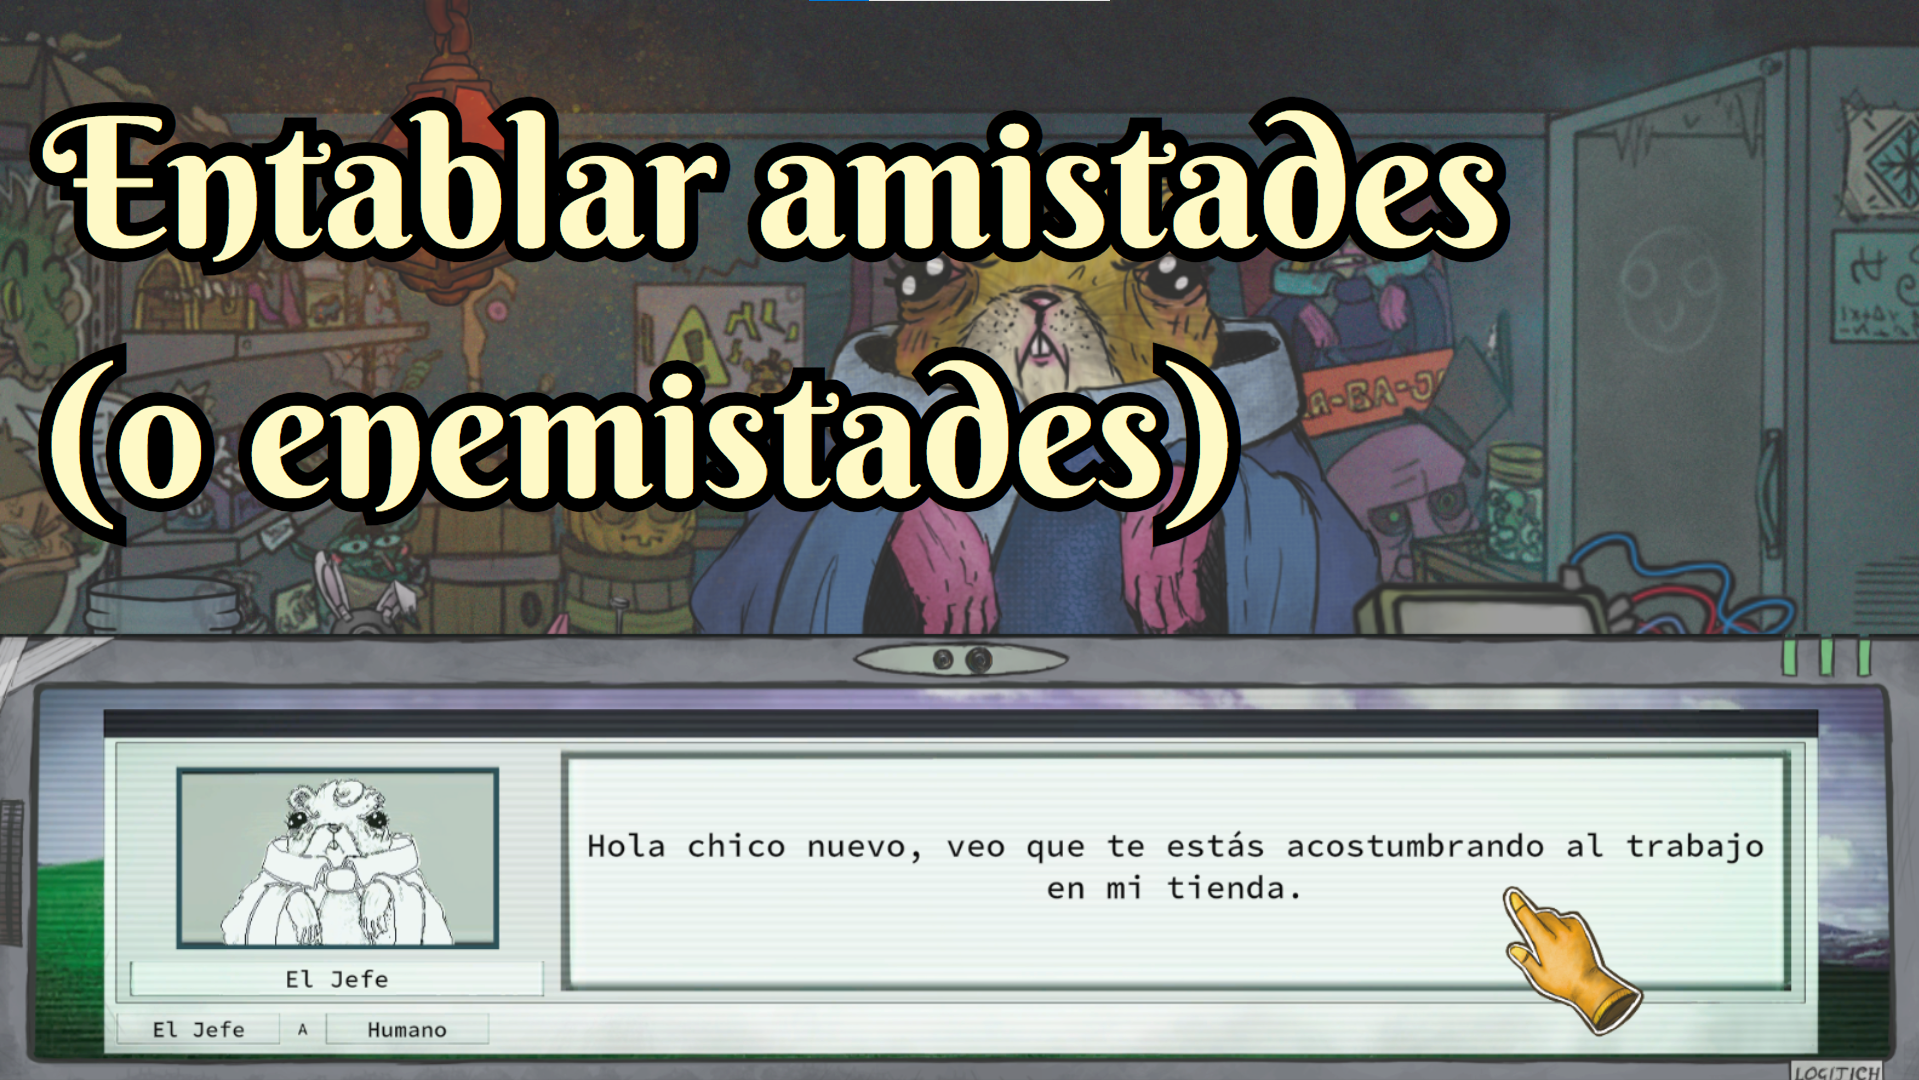 Entablar amistades
(o enemistades)
Hola chico nuevo, veo que te estás acostumbrando al trabajo
en mi tienda.
El Jefe
El Jefe A Humano
LOGITICH